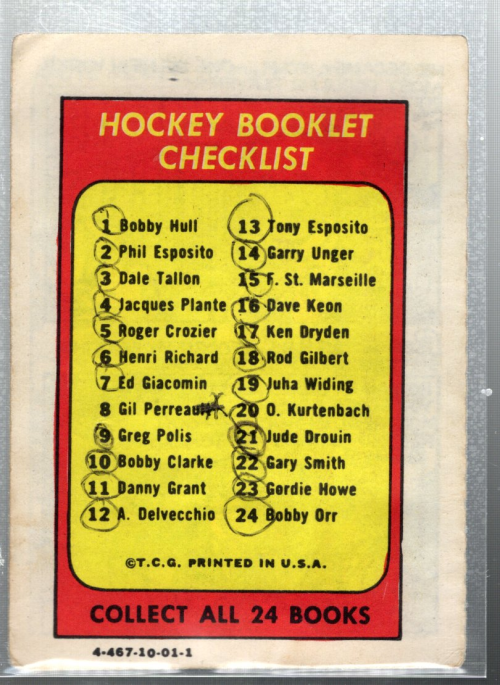 HOCKEY BOOKLET
CHECKLIST
1 Bobby Hull
2 Phil Esposito
3 Dale Tallon
4 Jacques Plante
5 Roger Crozier
6 Henri Richard
7 Ed Giacomin
8 Gil Perreault
9 Greg Polis
10 Bobby Clarke
11 Danny Grant
12 A. Delvecchio
13 Tony Esposito
14 Garry Unger
15 F. St. Marseille
16 Dave Keon
17 Ken Dryden
18 Rod Gilbert
19 Juha Widing
20 O. Kurtenbach
21 Jude Drouin
22 Gary Smith
23 Gordie Howe
24 Bobby Orr
©T.C.G. PRINTED IN U.S.A.
COLLECT ALL 24 BOOKS
4-467-10-01-1